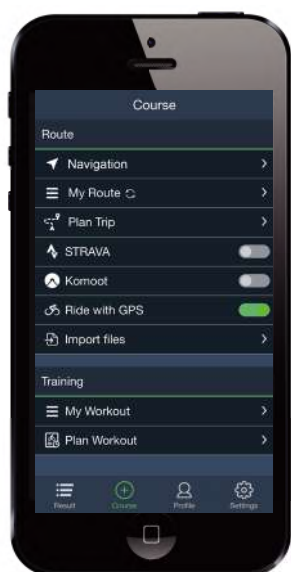 Course
Route
Navigation
My Route
Plan Trip
STRAVA
Komoot
Ride with GPS
Import files
Training
My Workout
Plan Workout
Result Course Profile Settings